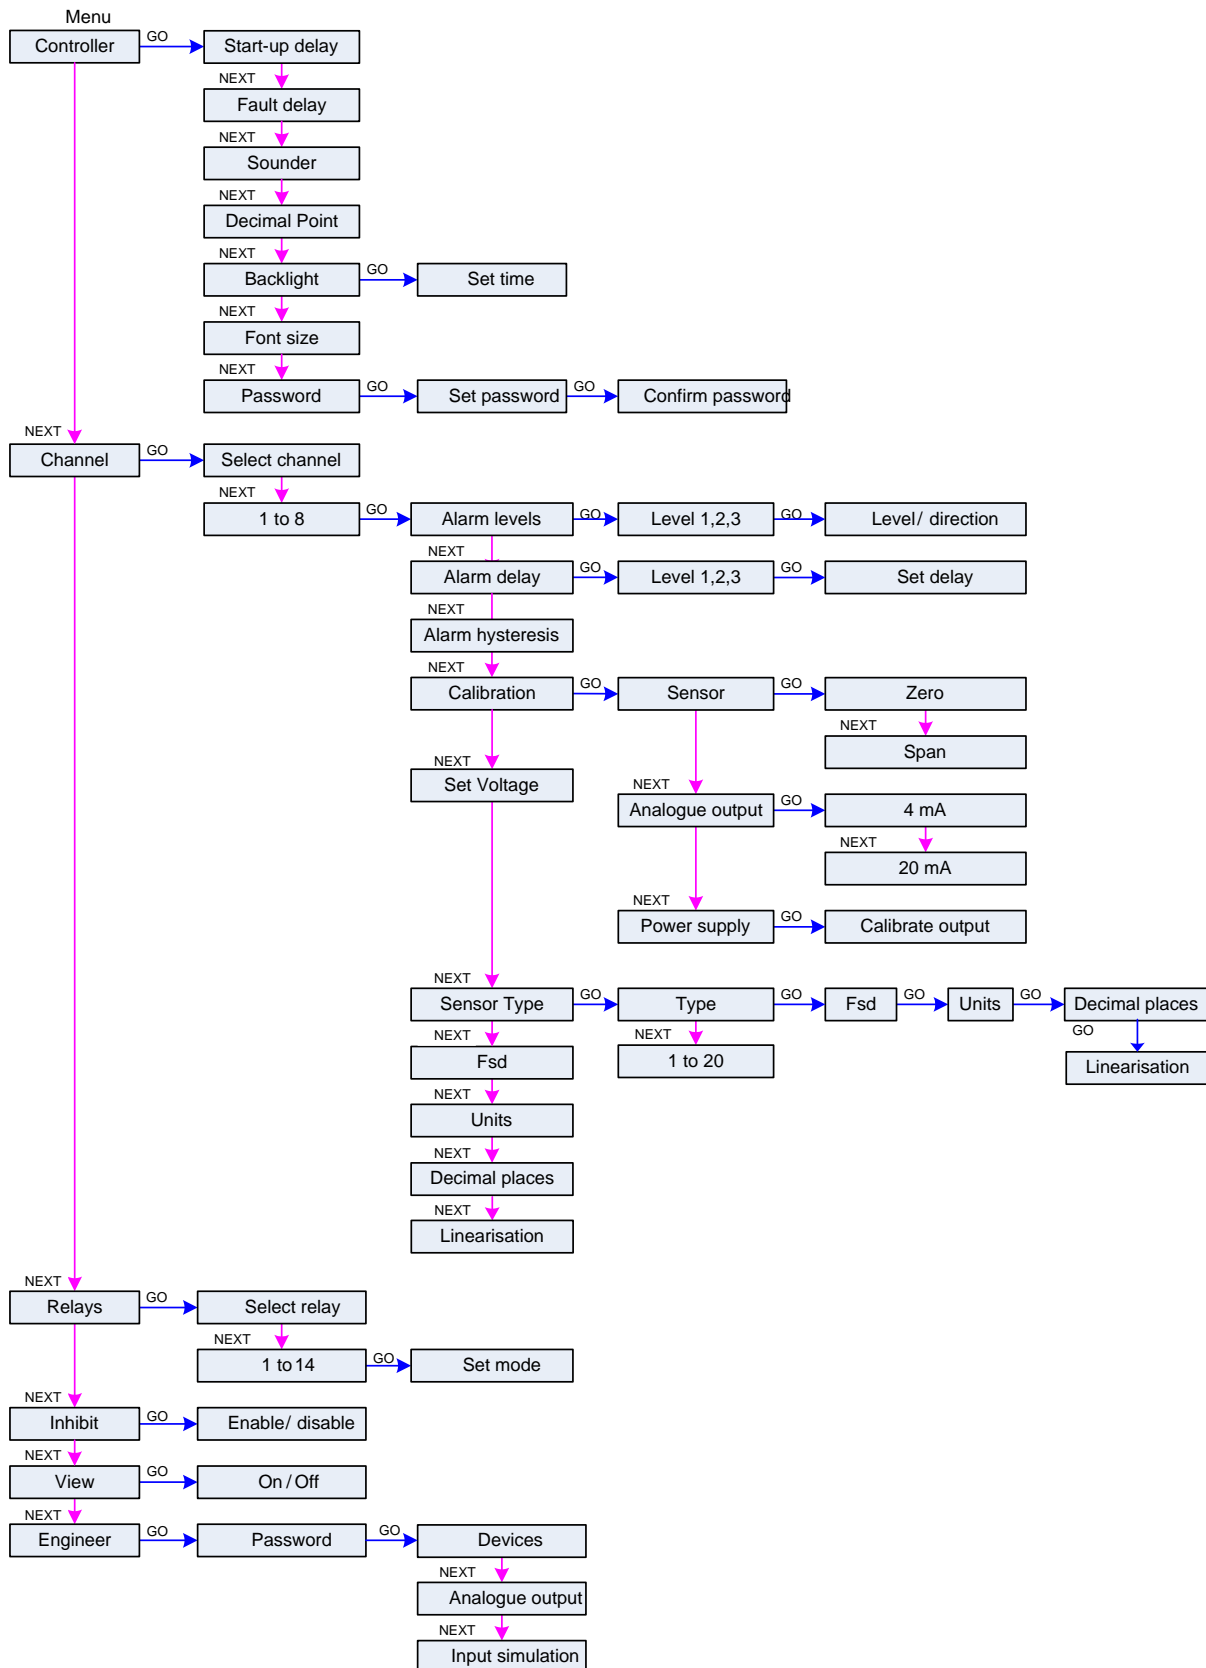 Menu
Controller GO Start-up delay
NEXT
Fault delay
NEXT
Sounder
NEXT
Decimal Point
NEXT
Backlight GO Set time
NEXT
Font size
NEXT
Password GO Set password GO Confirm password
NEXT
Channel GO Select channel
NEXT
1 to 8 GO Alarm levels GO Level 1,2,3 GO Level/ direction
NEXT
Alarm delay GO Level 1,2,3 GO Set delay
NEXT
Alarm hysteresis
NEXT
Calibration GO Sensor GO Zero
NEXT
Span
NEXT
Set Voltage
NEXT
Analogue output GO 4 mA
NEXT
20 mA
NEXT
Power supply GO Calibrate output
NEXT
Sensor Type GO Type GO Fsd GO Units GO Decimal places
NEXT NEXT GO
Fsd 1 to 20 Linearisation
NEXT
Units
NEXT
Decimal places
NEXT
Linearisation
NEXT
Relays GO Select relay
NEXT
1 to 14 GO Set mode
NEXT
Inhibit GO Enable/ disable
NEXT
View GO On / Off
NEXT
Engineer GO Password GO Devices
NEXT
Analogue output
NEXT
Input simulation